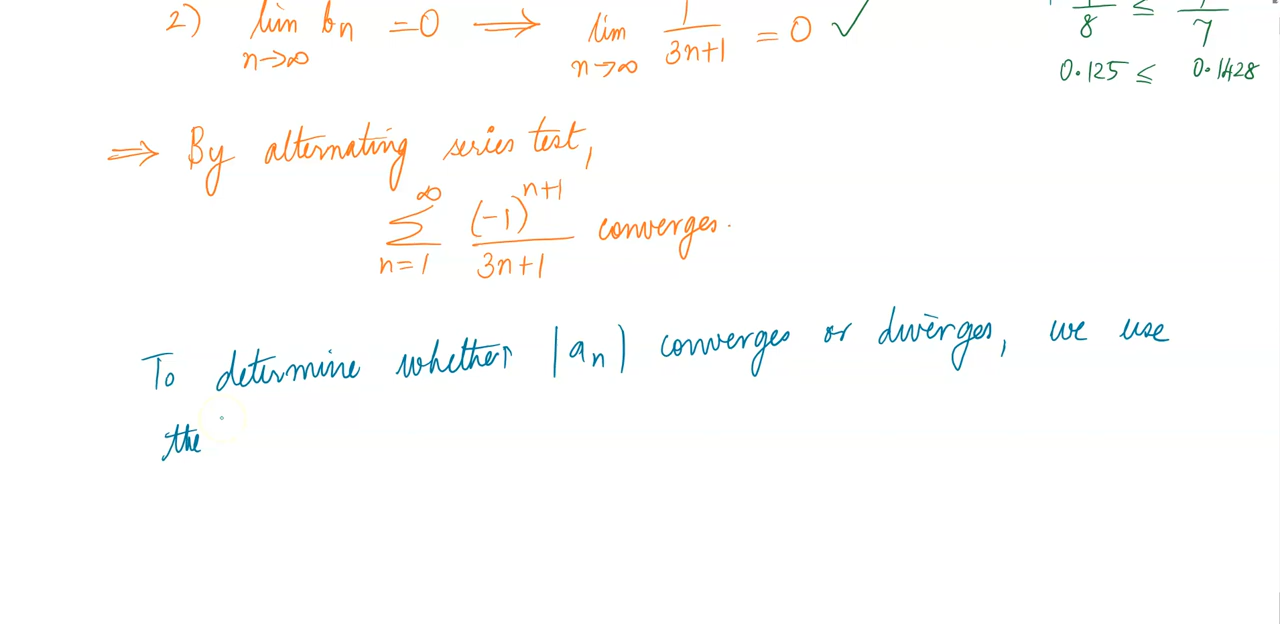 2) lim n→∞ bn = 0 ⟹ lim n→∞ 1/(3n+1) = 0 ✓
1/8 ≤ 1/7
0.125 ≤ 0.1428
⟹ By alternating series test,
∞ Σ n=1 (-1)^(n+1) / (3n+1) converges.
To determine whether |an| converges or diverges, we use
the